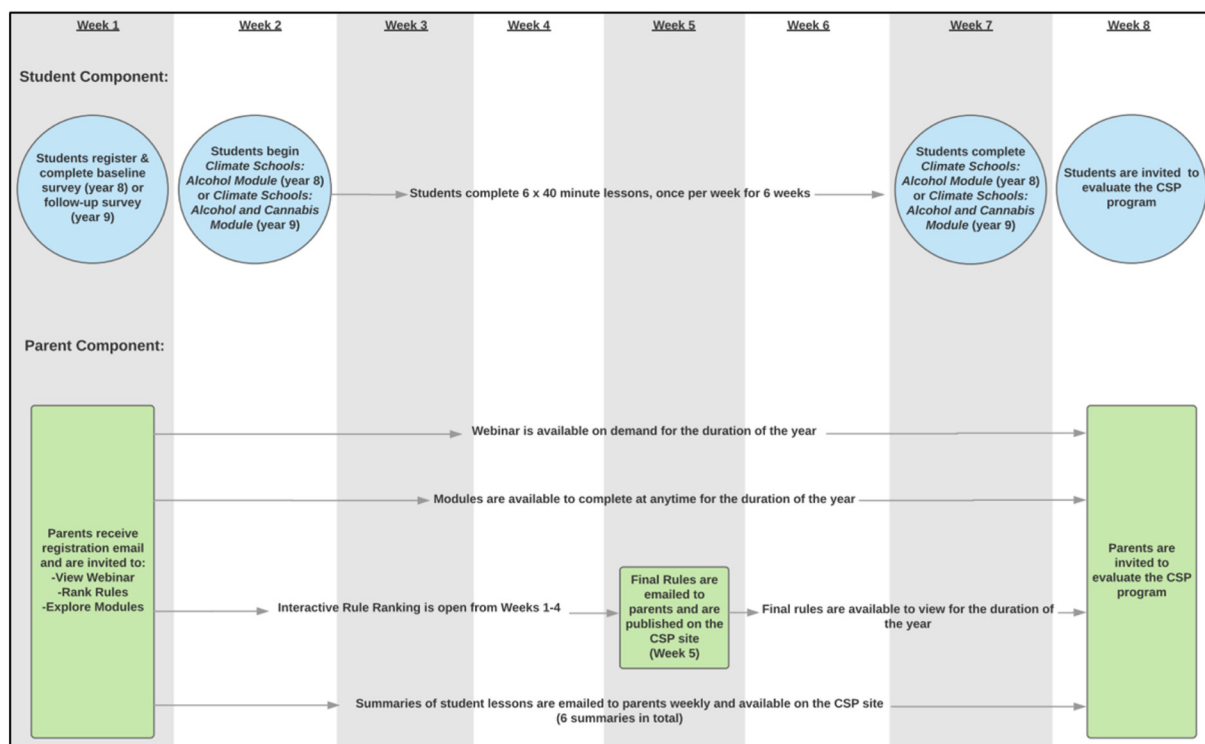 Week 1
Week 2
Week 3
Week 4
Week 5
Week 6
Week 7
Week 8
Student Component:
Students register &
complete baseline
survey (year 8) or
follow-up survey
(year 9)
Students begin
Climate Schools:
Alcohol Module (year 8)
or Climate Schools:
Alcohol and Cannabis
Module (year 9)
Students complete 6 x 40 minute lessons, once per week for 6 weeks
Students complete
Climate Schools:
Alcohol Module (year 8)
or Climate Schools:
Alcohol and Cannabis
Module (year 9)
Students are invited to
evaluate the CSP
program
Parent Component:
Parents receive
registration email
and are invited to:
-View Webinar
-Rank Rules
-Explore Modules
Webinar is available on demand for the duration of the year
Modules are available to complete at anytime for the duration of the year
Interactive Rule Ranking is open from Weeks 1-4
Final Rules are
emailed to
parents and are
published on the
CSP site
(Week 5)
Final rules are available to view for the duration of
the year
Summaries of student lessons are emailed to parents weekly and available on the CSP site
(6 summaries in total)
Parents are
invited to
evaluate the CSP
program